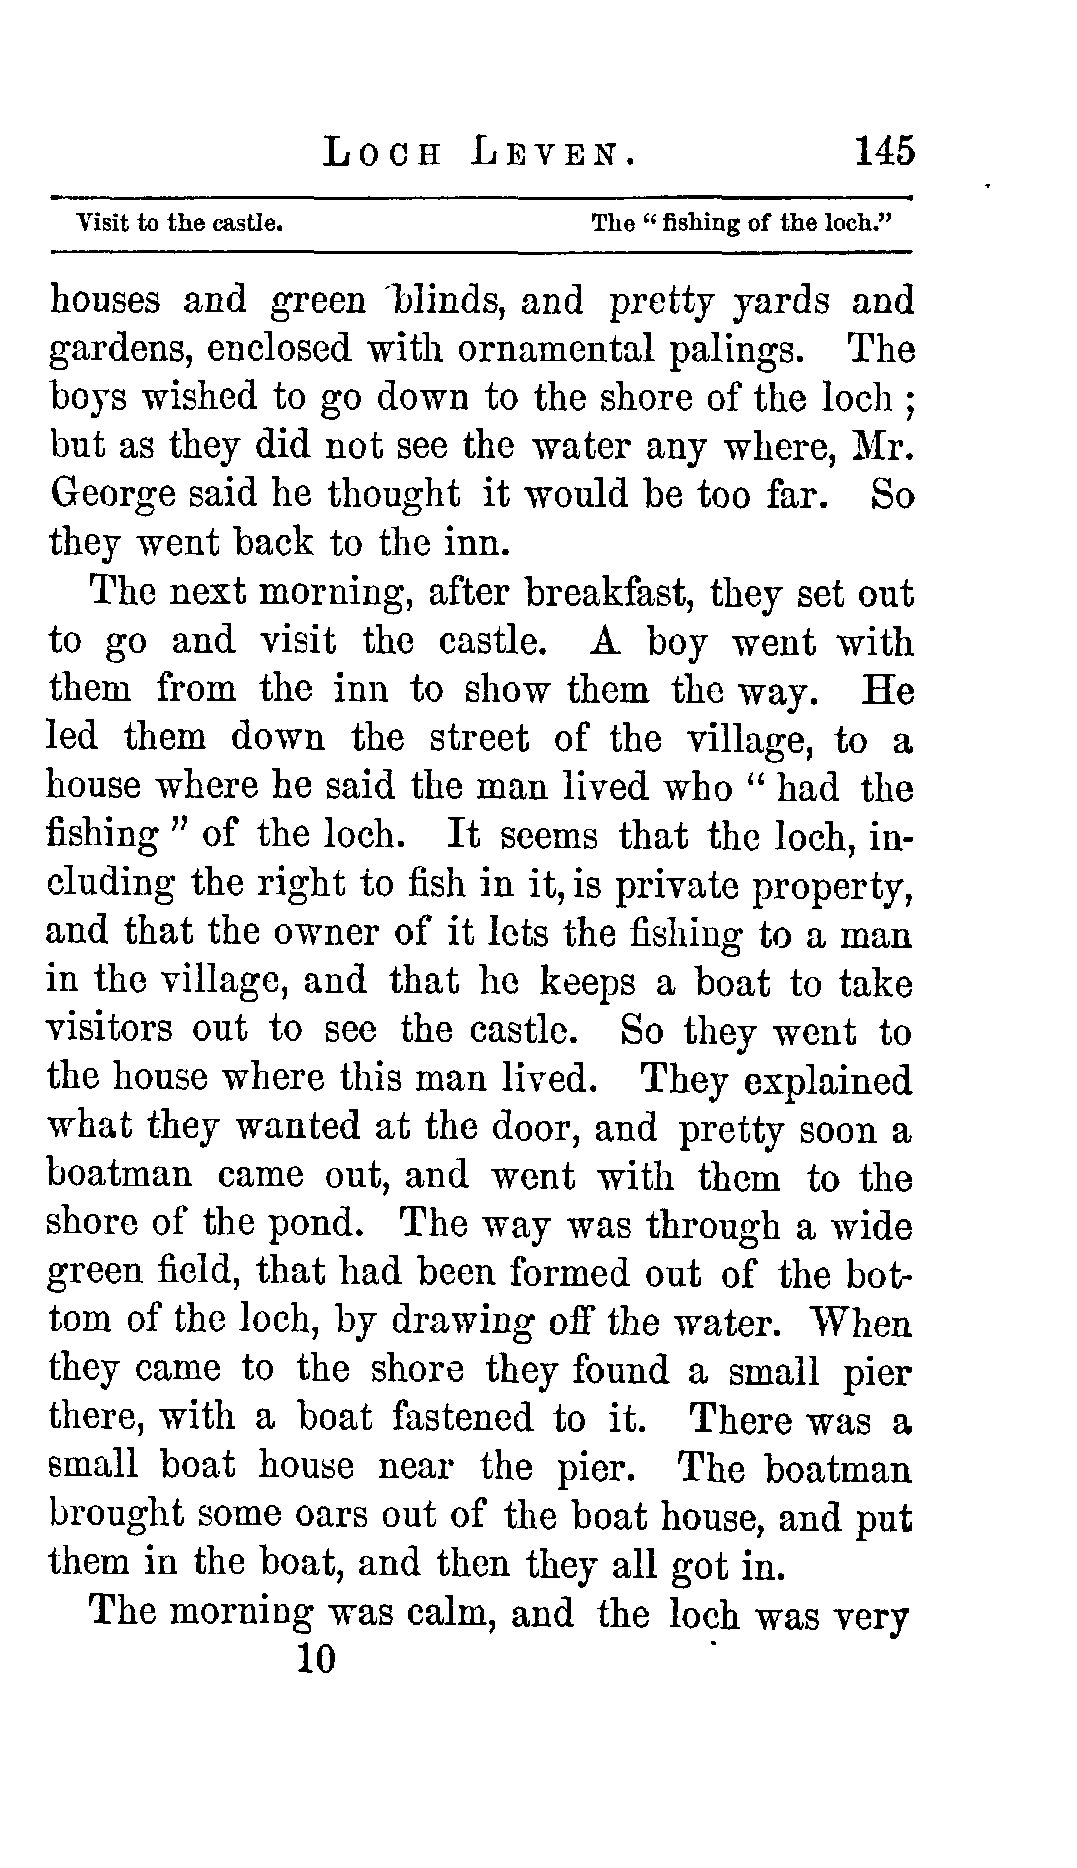 LOCH LEVEN. 145
Visit to the castle. The “ fishing of the loch.”
houses and green blinds, and pretty yards and
gardens, enclosed with ornamental palings. The
boys wished to go down to the shore of the loch ;
but as they did not see the water any where, Mr.
George said he thought it would be too far. So
they went back to the inn.
The next morning, after breakfast, they set out
to go and visit the castle. A boy went with
them from the inn to show them the way. He
led them down the street of the village, to a
house where he said the man lived who “ had the
fishing ” of the loch. It seems that the loch, in-
cluding the right to fish in it, is private property,
and that the owner of it lets the fishing to a man
in the village, and that he keeps a boat to take
visitors out to see the castle. So they went to
the house where this man lived. They explained
what they wanted at the door, and pretty soon a
boatman came out, and went with them to the
shore of the pond. The way was through a wide
green field, that had been formed out of the bot-
tom of the loch, by drawing off the water. When
they came to the shore they found a small pier
there, with a boat fastened to it. There was a
small boat house near the pier. The boatman
brought some oars out of the boat house, and put
them in the boat, and then they all got in.
The morning was calm, and the loch was very
10